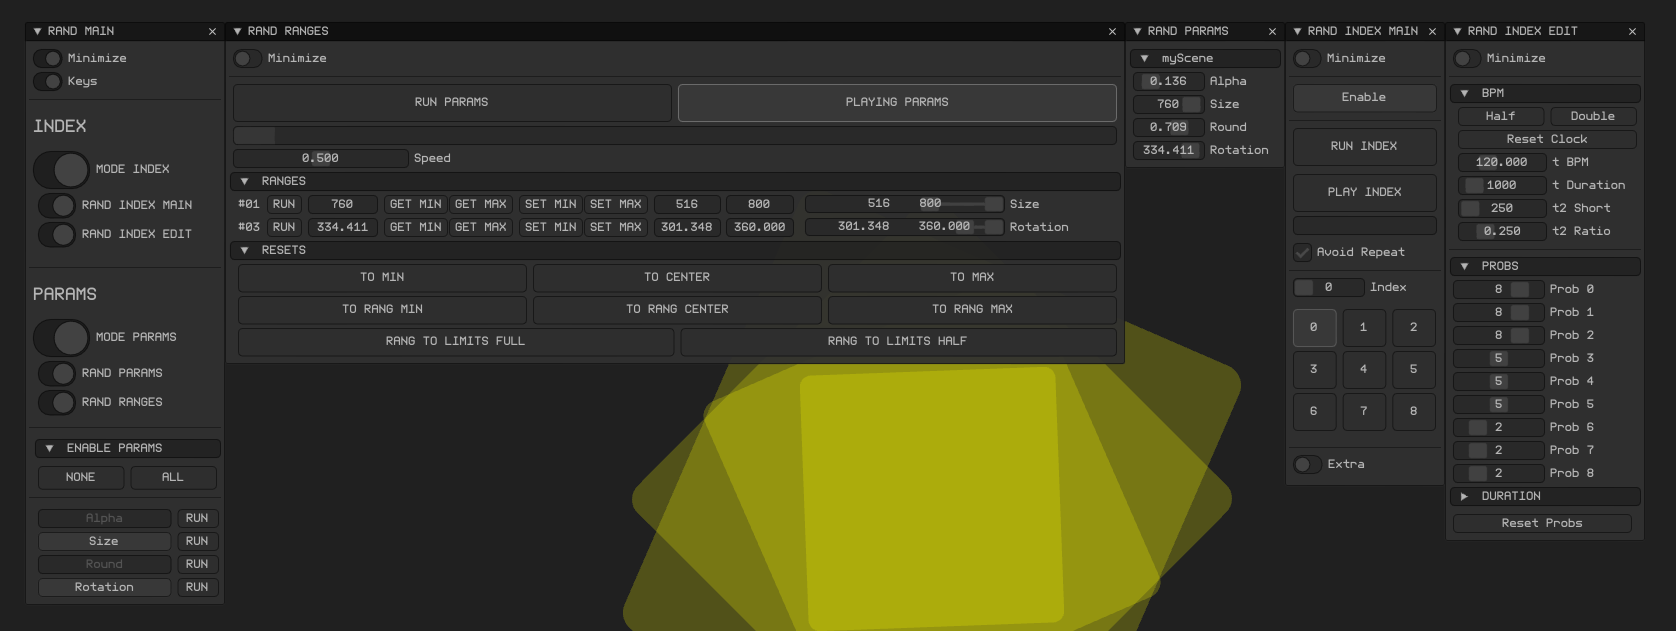 RAND MAIN
Minimize
Keys
INDEX
MODE INDEX
RAND INDEX MAIN
RAND INDEX EDIT
PARAMS
MODE PARAMS
RAND PARAMS
RAND RANGES
ENABLE PARAMS
NONE ALL
Alpha RUN
Size RUN
Round RUN
Rotation RUN
RAND RANGES
Minimize
RUN PARAMS PLAYING PARAMS
0.500 Speed
RANGES
#01 RUN 760 GET MIN GET MAX SET MIN SET MAX 516 800 516 800 Size
#03 RUN 334.411 GET MIN GET MAX SET MIN SET MAX 301.348 360.000 301.348 360.000 Rotation
RESETS
TO MIN TO CENTER TO MAX
TO RANG MIN TO RANG CENTER TO RANG MAX
RANG TO LIMITS FULL RANG TO LIMITS HALF
RAND PARAMS
myScene
0.136 Alpha
760 Size
0.709 Round
334.411 Rotation
RAND INDEX MAIN
Minimize
Enable
RUN INDEX
PLAY INDEX
Avoid Repeat
0 Index
0 1 2
3 4 5
6 7 8
Extra
RAND INDEX EDIT
Minimize
BPM
Half Double
Reset Clock
120.000 t BPM
1000 t Duration
250 t2 Short
0.250 t2 Ratio
PROBS
8 Prob 0
8 Prob 1
8 Prob 2
5 Prob 3
5 Prob 4
5 Prob 5
2 Prob 6
2 Prob 7
2 Prob 8
DURATION
Reset Probs